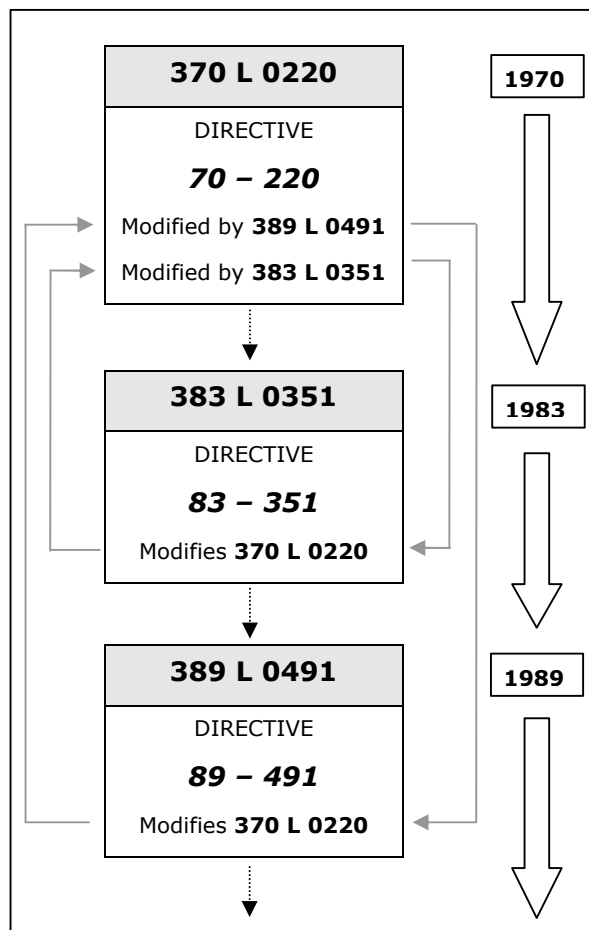 370 L 0220
1970
DIRECTIVE
70 – 220
Modified by 389 L 0491
Modified by 383 L 0351
383 L 0351
1983
DIRECTIVE
83 – 351
Modifies 370 L 0220
389 L 0491
1989
DIRECTIVE
89 – 491
Modifies 370 L 0220